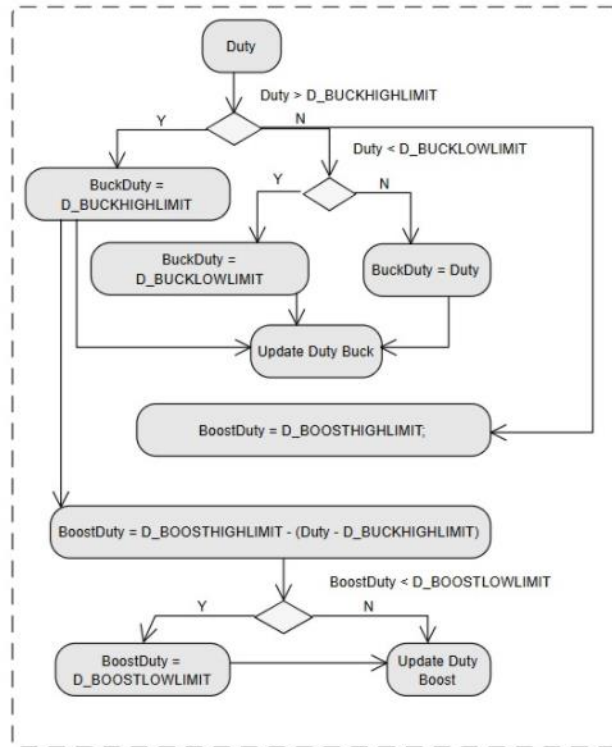 Duty
Duty > D_BUCKHIGHLIMIT
Y
N
Duty < D_BUCKLOWLIMIT
BuckDuty =
D_BUCKHIGHLIMIT
Y
N
BuckDuty =
D_BUCKLOWLIMIT
BuckDuty = Duty
Update Duty Buck
BoostDuty = D_BOOSTHIGHLIMIT;
BoostDuty = D_BOOSTHIGHLIMIT - (Duty - D_BUCKHIGHLIMIT)
BoostDuty < D_BOOSTLOWLIMIT
Y
N
BoostDuty =
D_BOOSTLOWLIMIT
Update Duty
Boost